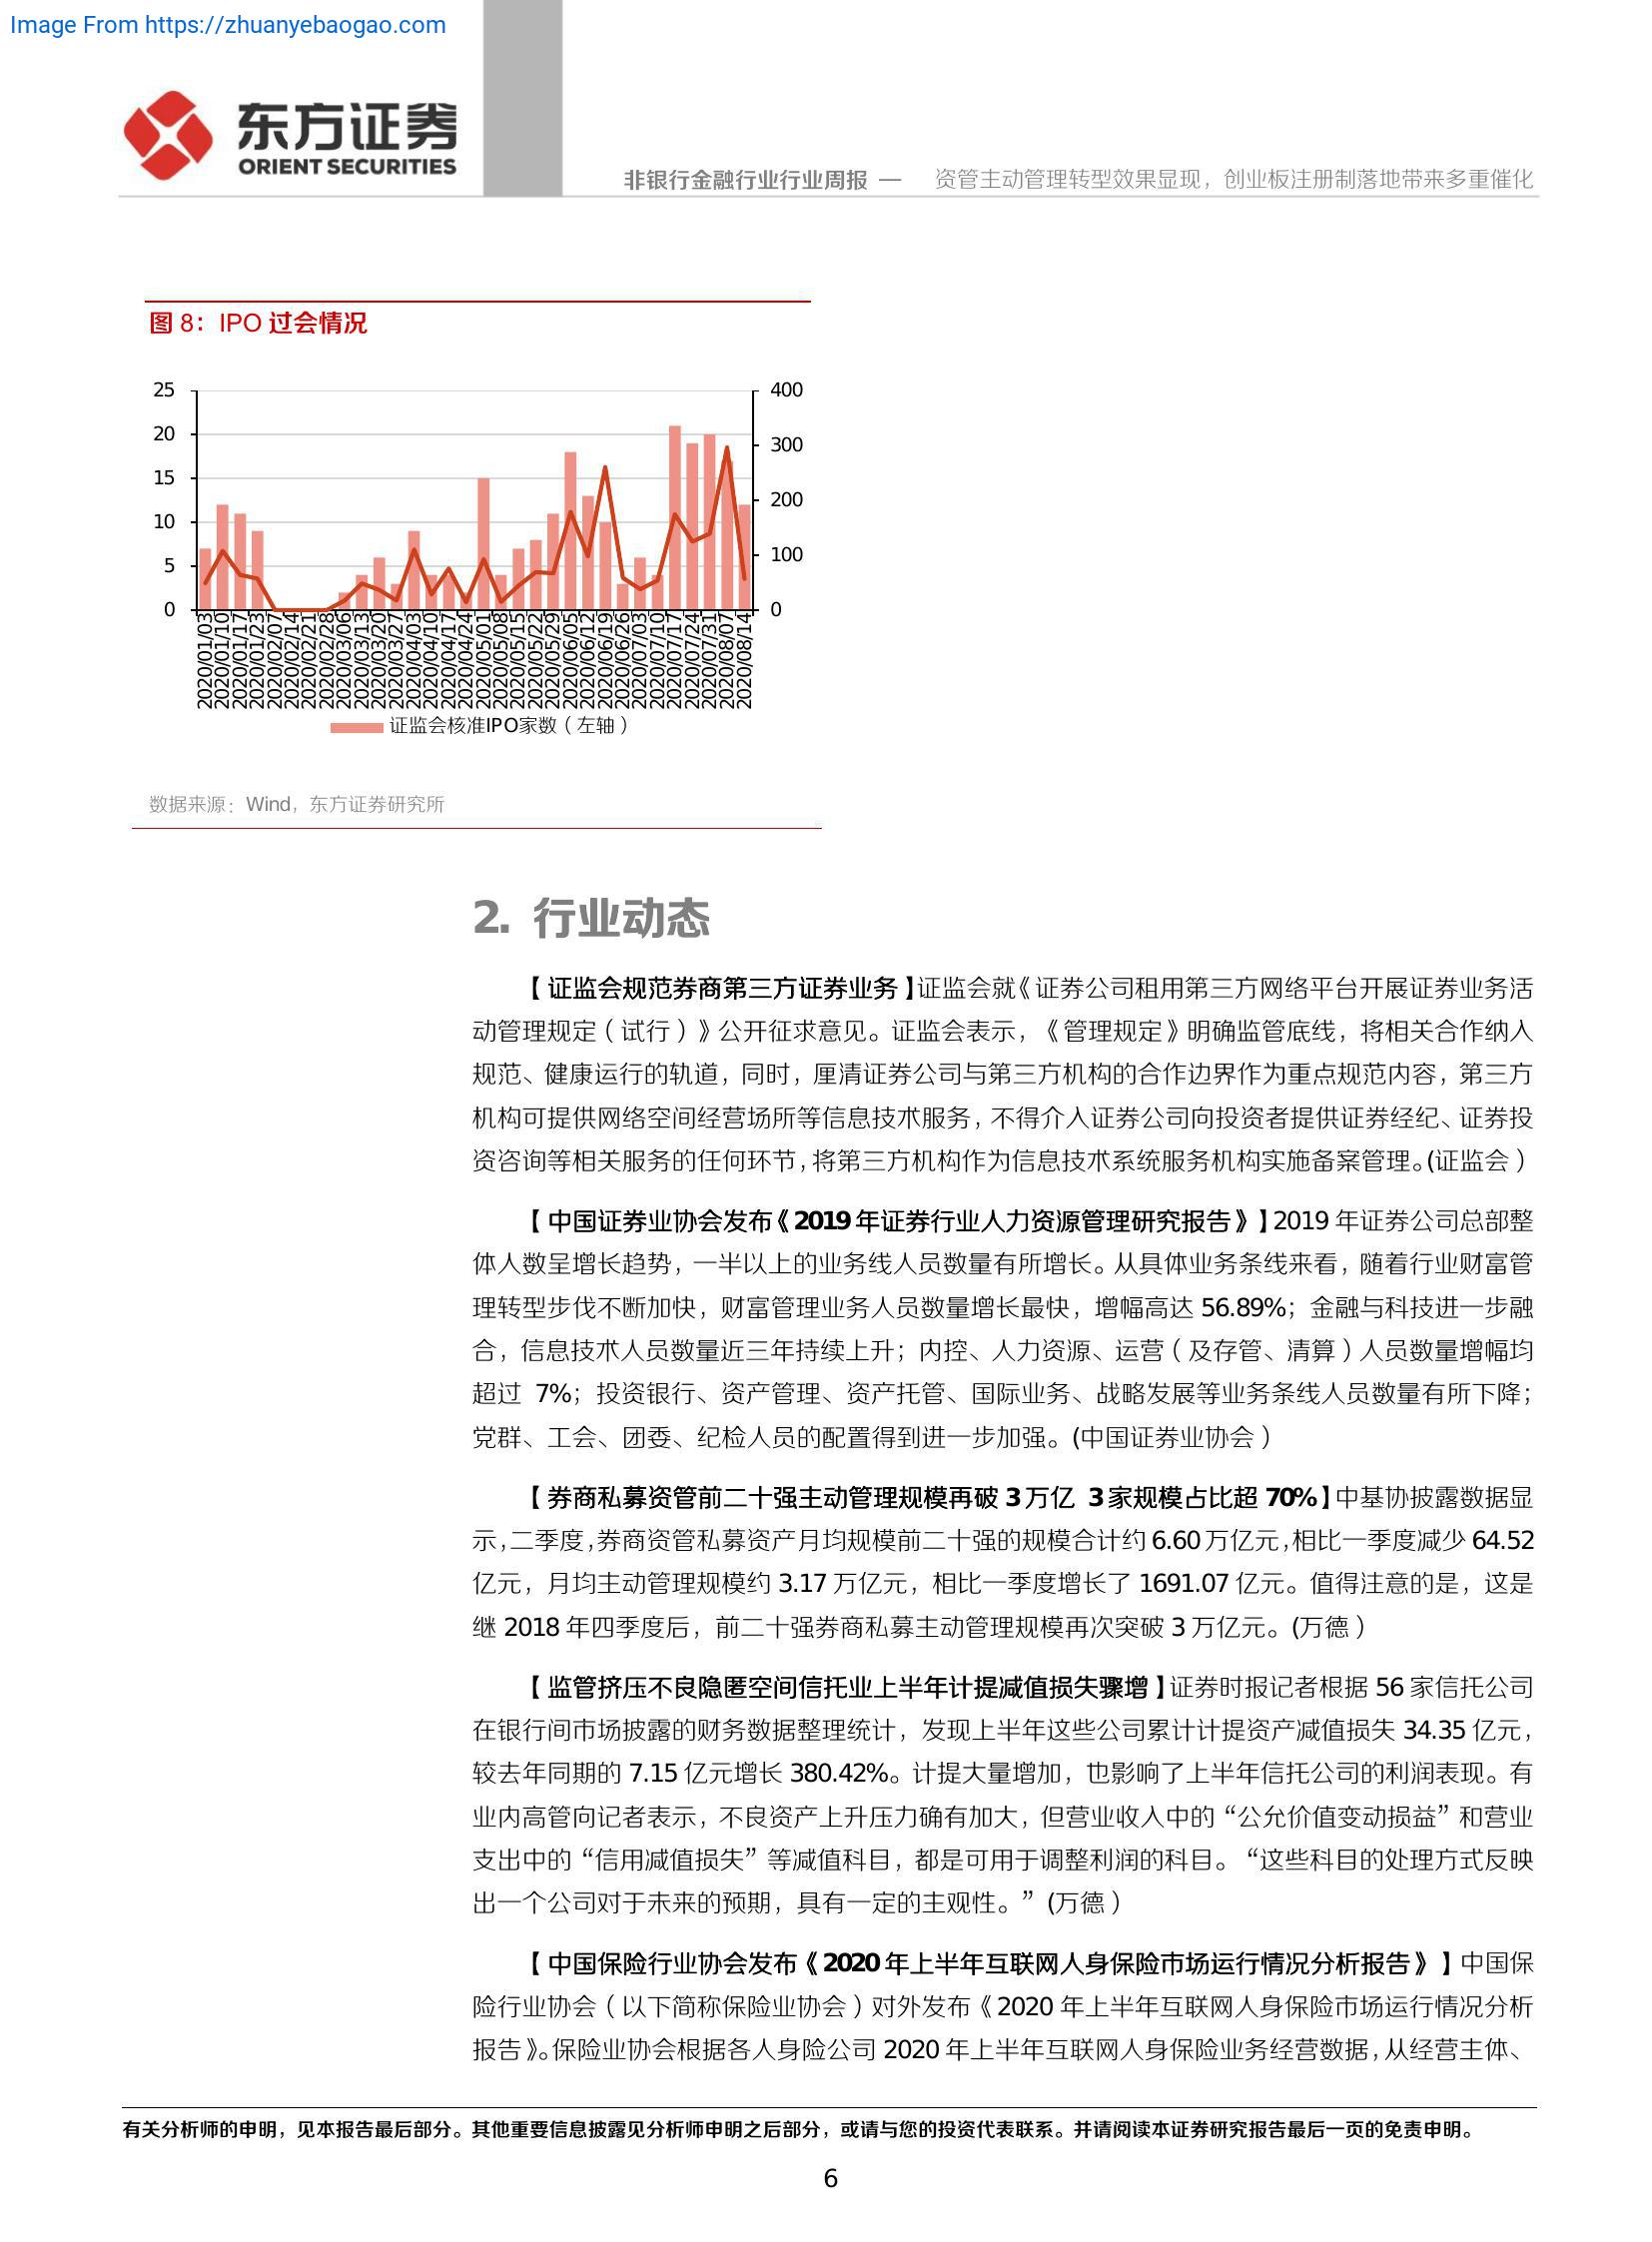 Image From https://zhuanyebaogao.com
东方证券
ORIENT SECURITIES
非银行金融行业行业周报 — 资管主动管理转型效果显现，创业板注册制落地带来多重催化
图 8：IPO 过会情况
25 400
20 300
15 200
10
5 100
0 0
2020/01/03
2020/01/10
2020/01/17
2020/01/23
2020/02/07
2020/02/14
2020/02/21
2020/02/28
2020/03/06
2020/03/13
2020/03/20
2020/03/27
2020/04/03
2020/04/10
2020/04/17
2020/04/24
2020/05/01
2020/05/08
2020/05/15
2020/05/22
2020/05/29
2020/06/05
2020/06/12
2020/06/19
2020/06/26
2020/07/03
2020/07/10
2020/07/17
2020/07/24
2020/07/31
2020/08/07
2020/08/14
证监会核准IPO家数（左轴）
数据来源：Wind，东方证券研究所
2. 行业动态
【证监会规范券商第三方证券业务】证监会就《证券公司租用第三方网络平台开展证券业务活
动管理规定（试行）》公开征求意见。证监会表示，《管理规定》明确监管底线，将相关合作纳入
规范、健康运行的轨道，同时，厘清证券公司与第三方机构的合作边界作为重点规范内容，第三方
机构可提供网络空间经营场所等信息技术服务，不得介入证券公司向投资者提供证券经纪、证券投
资咨询等相关服务的任何环节，将第三方机构作为信息技术系统服务机构实施备案管理。(证监会）
【中国证券业协会发布《2019 年证券行业人力资源管理研究报告》】2019 年证券公司总部整
体人数呈增长趋势，一半以上的业务线人员数量有所增长。从具体业务条线来看，随着行业财富管
理转型步伐不断加快，财富管理业务人员数量增长最快，增幅高达 56.89%；金融与科技进一步融
合，信息技术人员数量近三年持续上升；内控、人力资源、运营（及存管、清算）人员数量增幅均
超过 7%；投资银行、资产管理、资产托管、国际业务、战略发展等业务条线人员数量有所下降；
党群、工会、团委、纪检人员的配置得到进一步加强。(中国证券业协会）
【券商私募资管前二十强主动管理规模再破 3 万亿 3 家规模占比超 70%】中基协披露数据显
示，二季度，券商资管私募资产月均规模前二十强的规模合计约 6.60 万亿元，相比一季度减少 64.52
亿元，月均主动管理规模约 3.17 万亿元，相比一季度增长了 1691.07 亿元。值得注意的是，这是
继 2018 年四季度后，前二十强券商私募主动管理规模再次突破 3 万亿元。(万德）
【监管挤压不良隐匿空间信托业上半年计提减值损失骤增】证券时报记者根据 56 家信托公司
在银行间市场披露的财务数据整理统计，发现上半年这些公司累计计提资产减值损失 34.35 亿元，
较去年同期的 7.15 亿元增长 380.42%。计提大量增加，也影响了上半年信托公司的利润表现。有
业内高管向记者表示，不良资产上升压力确有加大，但营业收入中的“公允价值变动损益”和营业
支出中的“信用减值损失”等减值科目，都是可用于调整利润的科目。“这些科目的处理方式反映
出一个公司对于未来的预期，具有一定的主观性。”(万德）
【中国保险行业协会发布《2020 年上半年互联网人身保险市场运行情况分析报告》】中国保
险行业协会（以下简称保险业协会）对外发布《2020 年上半年互联网人身保险市场运行情况分析
报告》。保险业协会根据各人身险公司 2020 年上半年互联网人身保险业务经营数据，从经营主体、
有关分析师的申明，见本报告最后部分。其他重要信息披露见分析师申明之后部分，或请与您的投资代表联系。并请阅读本证券研究报告最后一页的免责申明。
6